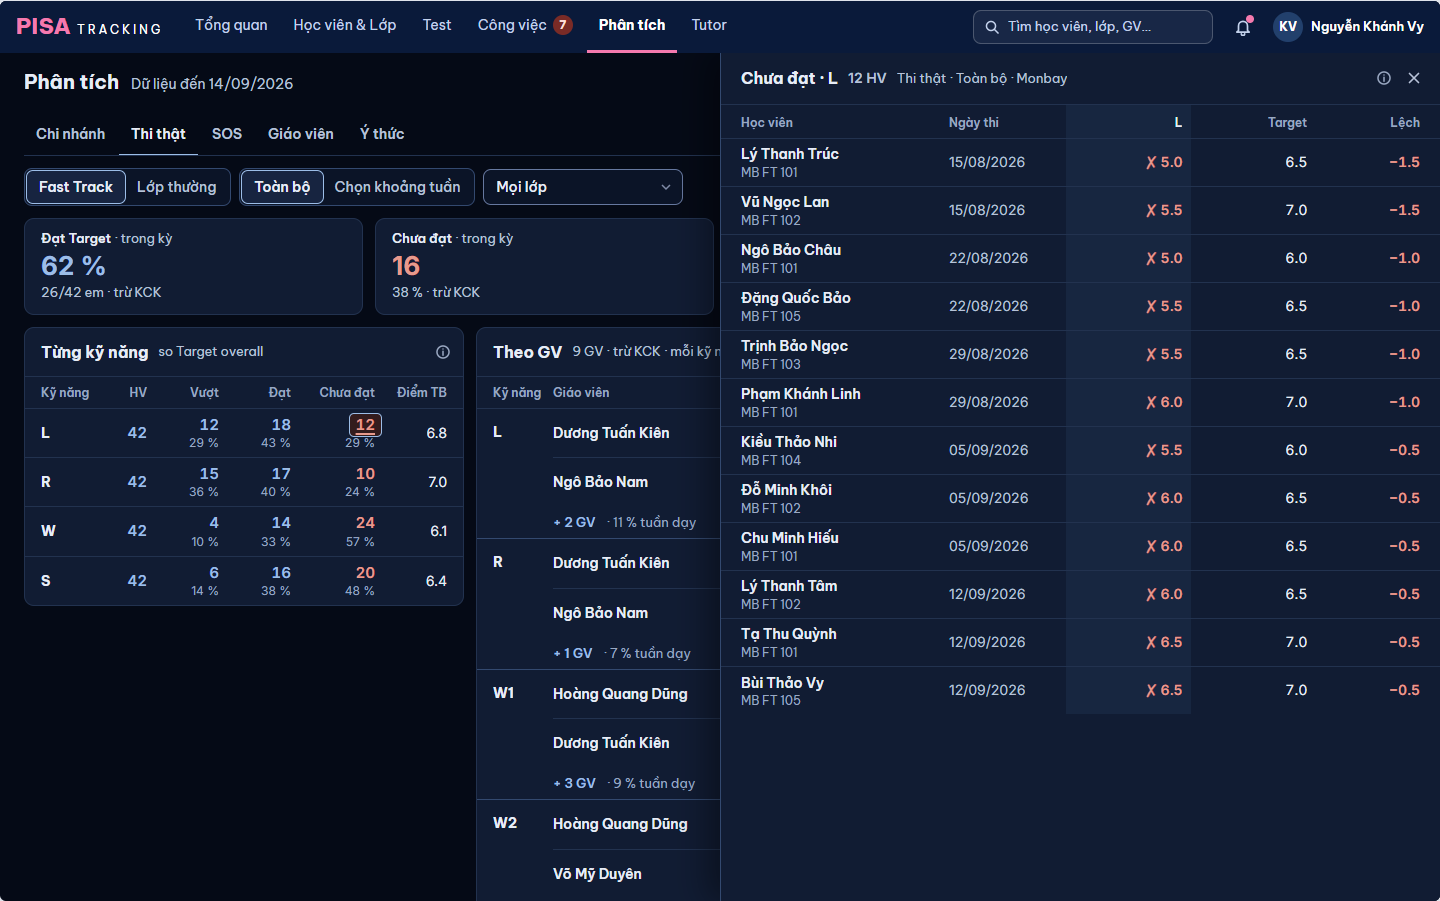 PISA TRACKING Tổng quan Học viên & Lớp Test Công việc 7 Phân tích Tutor Tìm học viên, lớp, GV... KV Nguyễn Khánh Vy
Phân tích Dữ liệu đến 14/09/2026
Chi nhánh Thi thật SOS Giáo viên Ý thức
Fast Track Lớp thường Toàn bộ Chọn khoảng tuần Mọi lớp
Đạt Target · trong kỳ
62 %
26/42 em · trừ KCK
Chưa đạt · trong kỳ
16
38 % · trừ KCK
Từng kỹ năng so Target overall
Kỹ năng HV Vượt Đạt Chưa đạt Điểm TB
L 42 12 18 12 6.8
29 % 43 % 29 %
R 42 15 17 10 7.0
36 % 40 % 24 %
W 42 4 14 24 6.1
10 % 33 % 57 %
S 42 6 16 20 6.4
14 % 38 % 48 %
Theo GV 9 GV · trừ KCK · mỗi kỹ n
Kỹ năng Giáo viên
L Dương Tuấn Kiên
Ngô Bảo Nam
+ 2 GV · 11 % tuần dạy
R Dương Tuấn Kiên
Ngô Bảo Nam
+ 1 GV · 7 % tuần dạy
W1 Hoàng Quang Dũng
Dương Tuấn Kiên
+ 3 GV · 9 % tuần dạy
W2 Hoàng Quang Dũng
Võ Mỹ Duyên
Chưa đạt · L 12 HV Thi thật · Toàn bộ · Monbay
Học viên Ngày thi L Target Lệch
Lý Thanh Trúc 15/08/2026 ✗ 5.0 6.5 −1.5
MB FT 101
Vũ Ngọc Lan 15/08/2026 ✗ 5.5 7.0 −1.5
MB FT 102
Ngô Bảo Châu 22/08/2026 ✗ 5.0 6.0 −1.0
MB FT 101
Đặng Quốc Bảo 22/08/2026 ✗ 5.5 6.5 −1.0
MB FT 105
Trịnh Bảo Ngọc 29/08/2026 ✗ 5.5 6.5 −1.0
MB FT 103
Phạm Khánh Linh 29/08/2026 ✗ 6.0 7.0 −1.0
MB FT 101
Kiều Thảo Nhi 05/09/2026 ✗ 5.5 6.0 −0.5
MB FT 104
Đỗ Minh Khôi 05/09/2026 ✗ 6.0 6.5 −0.5
MB FT 102
Chu Minh Hiếu 05/09/2026 ✗ 6.0 6.5 −0.5
MB FT 101
Lý Thanh Tâm 12/09/2026 ✗ 6.0 6.5 −0.5
MB FT 102
Tạ Thu Quỳnh 12/09/2026 ✗ 6.5 7.0 −0.5
MB FT 101
Bùi Thảo Vy 12/09/2026 ✗ 6.5 7.0 −0.5
MB FT 105